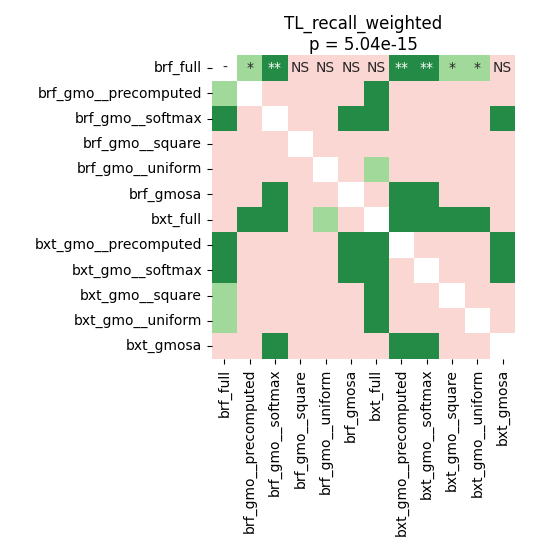 TL_recall_weighted
p = 5.04e-15
brf_full - * ** NS NS NS NS ** ** * * NS
brf_gmo__precomputed
brf_gmo__softmax
brf_gmo__square
brf_gmo__uniform
brf_gmosa
bxt_full
bxt_gmo__precomputed
bxt_gmo__softmax
bxt_gmo__square
bxt_gmo__uniform
bxt_gmosa
brf_full
brf_gmo__precomputed
brf_gmo__softmax
brf_gmo__square
brf_gmo__uniform
brf_gmosa
bxt_full
bxt_gmo__precomputed
bxt_gmo__softmax
bxt_gmo__square
bxt_gmo__uniform
bxt_gmosa